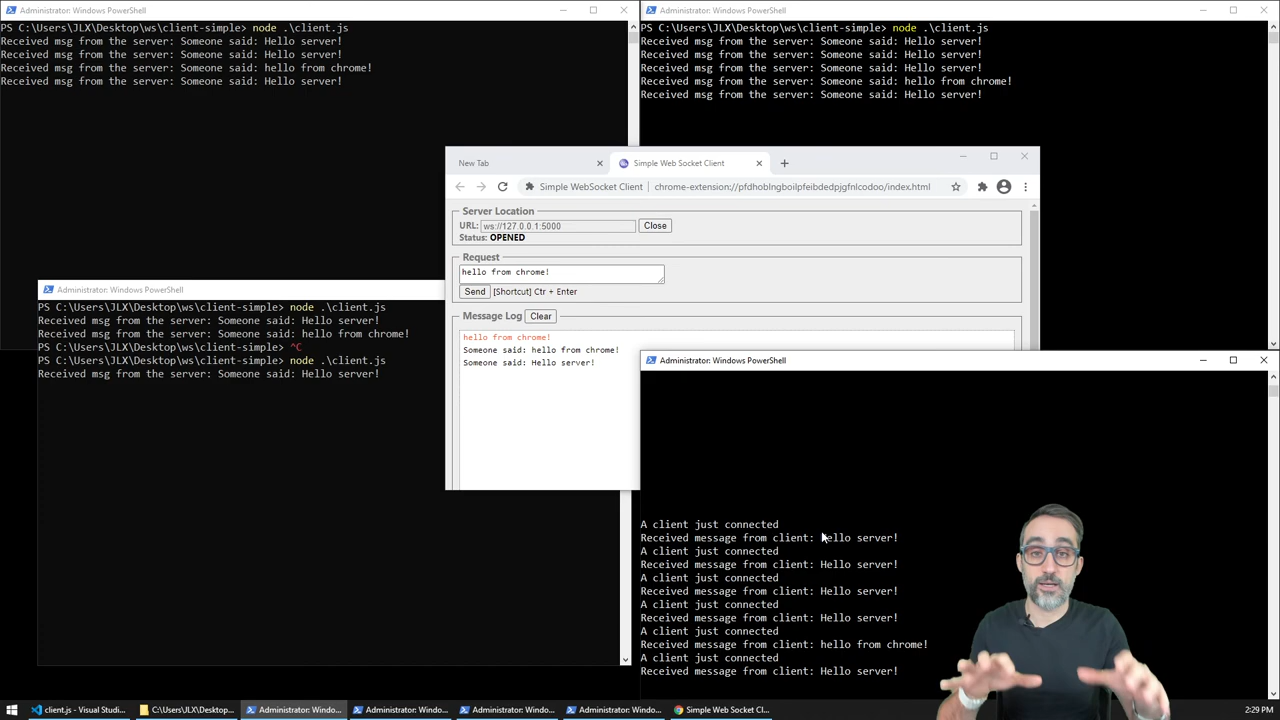 Administrator: Windows PowerShell
PS C:\Users\JLX\Desktop\ws\client-simple> node .\client.js
Received msg from the server: Someone said: Hello server!
Received msg from the server: Someone said: Hello server!
Received msg from the server: Someone said: hello from chrome!
Received msg from the server: Someone said: Hello server!
Administrator: Windows PowerShell
PS C:\Users\JLX\Desktop\ws\client-simple> node .\client.js
Received msg from the server: Someone said: Hello server!
Received msg from the server: Someone said: Hello server!
Received msg from the server: Someone said: Hello server!
Received msg from the server: Someone said: hello from chrome!
Received msg from the server: Someone said: Hello server!
New Tab
Simple Web Socket Client
Simple WebSocket Client
chrome-extension://pfdhoblngboilpfeibdedpjgfnlcodoo/index.html
Server Location
URL: ws://127.0.0.1:5000 Close
Status: OPENED
Request
hello from chrome!
Send [Shortcut] Ctr + Enter
Message Log Clear
hello from chrome!
Someone said: hello from chrome!
Someone said: Hello server!
Administrator: Windows PowerShell
PS C:\Users\JLX\Desktop\ws\client-simple> node .\client.js
Received msg from the server: Someone said: Hello server!
Received msg from the server: Someone said: hello from chrome!
PS C:\Users\JLX\Desktop\ws\client-simple> ^C
PS C:\Users\JLX\Desktop\ws\client-simple> node .\client.js
Received msg from the server: Someone said: Hello server!
Administrator: Windows PowerShell
A client just connected
Received message from client: Hello server!
A client just connected
Received message from client: Hello server!
A client just connected
Received message from client: Hello server!
A client just connected
Received message from client: Hello server!
A client just connected
Received message from client: hello from chrome!
A client just connected
Received message from client: Hello server!
client.js - Visual Studi...
C:\Users\JLX\Desktop...
Administrator: Windo...
Administrator: Windo...
Administrator: Windo...
Administrator: Windo...
Simple Web Socket Cl...
2:29 PM